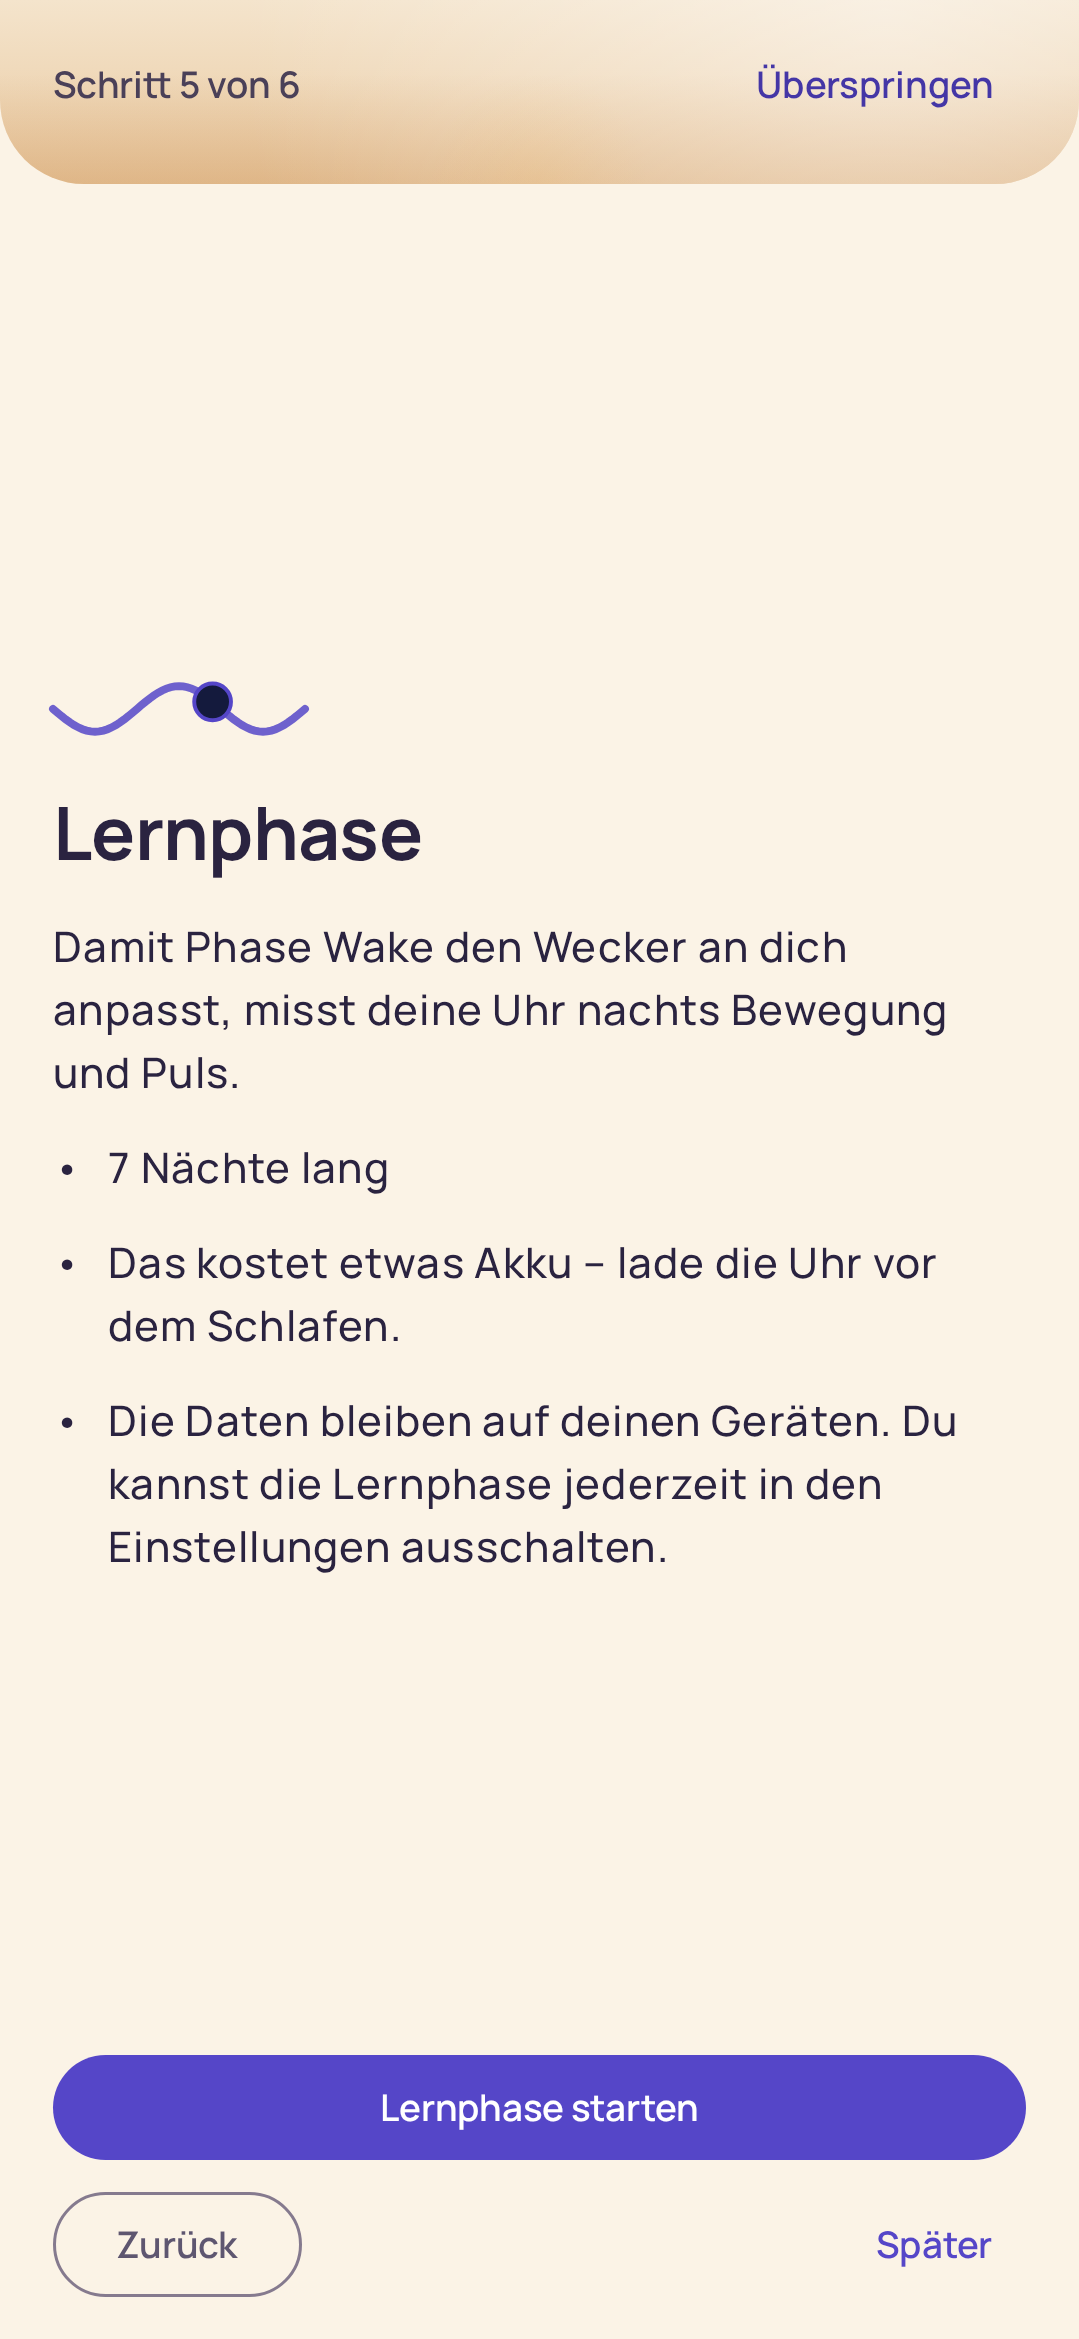 Schritt 5 von 6
Überspringen
Lernphase
Damit Phase Wake den Wecker an dich
anpasst, misst deine Uhr nachts Bewegung
und Puls.
• 7 Nächte lang
• Das kostet etwas Akku – lade die Uhr vor
dem Schlafen.
• Die Daten bleiben auf deinen Geräten. Du
kannst die Lernphase jederzeit in den
Einstellungen ausschalten.
Lernphase starten
Zurück
Später